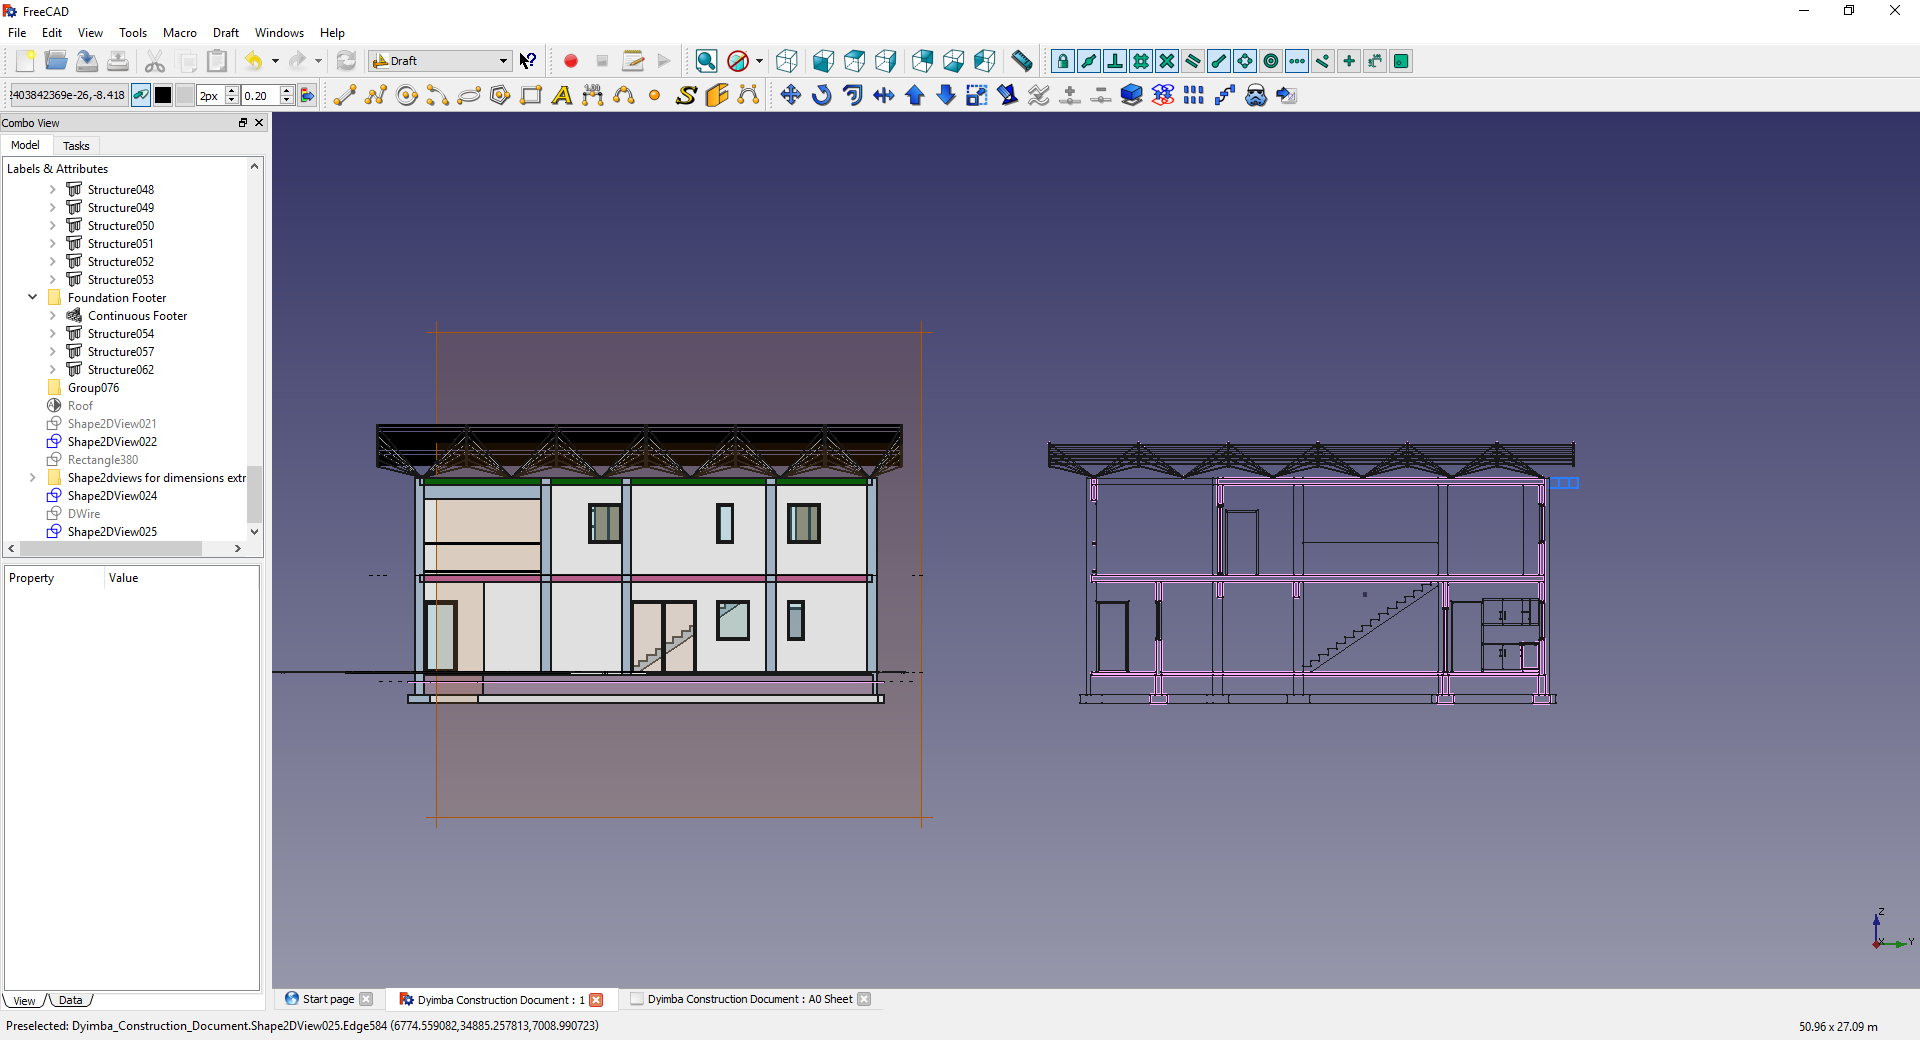 FreeCAD
File Edit View Tools Macro Draft Windows Help
Draft
2403842369e-26,-8.418 2px 0.20
Combo View
Model Tasks
Labels & Attributes
Structure048
Structure049
Structure050
Structure051
Structure052
Structure053
Foundation Footer
Continuous Footer
Structure054
Structure057
Structure062
Group076
Roof
Shape2DView021
Shape2DView022
Rectangle380
Shape2dviews for dimensions extr
Shape2DView024
DWire
Shape2DView025
Property Value
Z
X
Y
View Data
Start page Dyimba Construction Document : 1 Dyimba Construction Document : A0 Sheet
Preselected: Dyimba_Construction_Document.Shape2DView025.Edge584 (6774.559082,34885.257813,7008.990723) 50.96 x 27.09 m